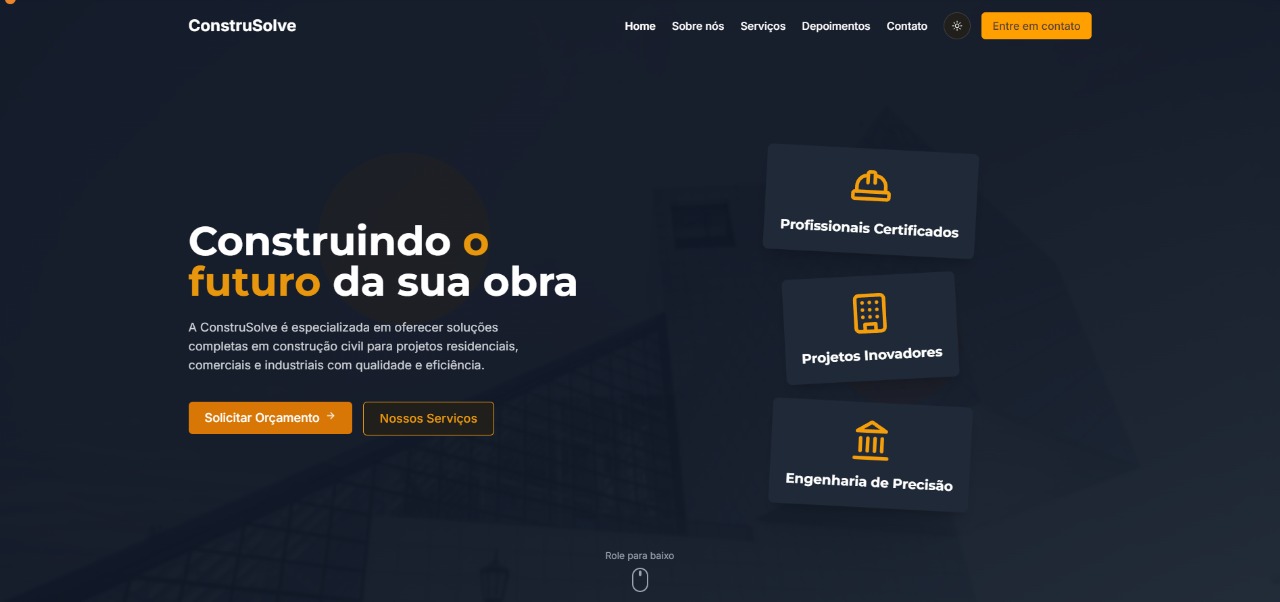 ConstruSolve
Home
Sobre nós
Serviços
Depoimentos
Contato
Entre em contato
Construindo o
futuro da sua obra
A ConstruSolve é especializada em oferecer soluções
completas em construção civil para projetos residenciais,
comerciais e industriais com qualidade e eficiência.
Solicitar Orçamento
Nossos Serviços
Profissionais Certificados
Projetos Inovadores
Engenharia de Precisão
Role para baixo